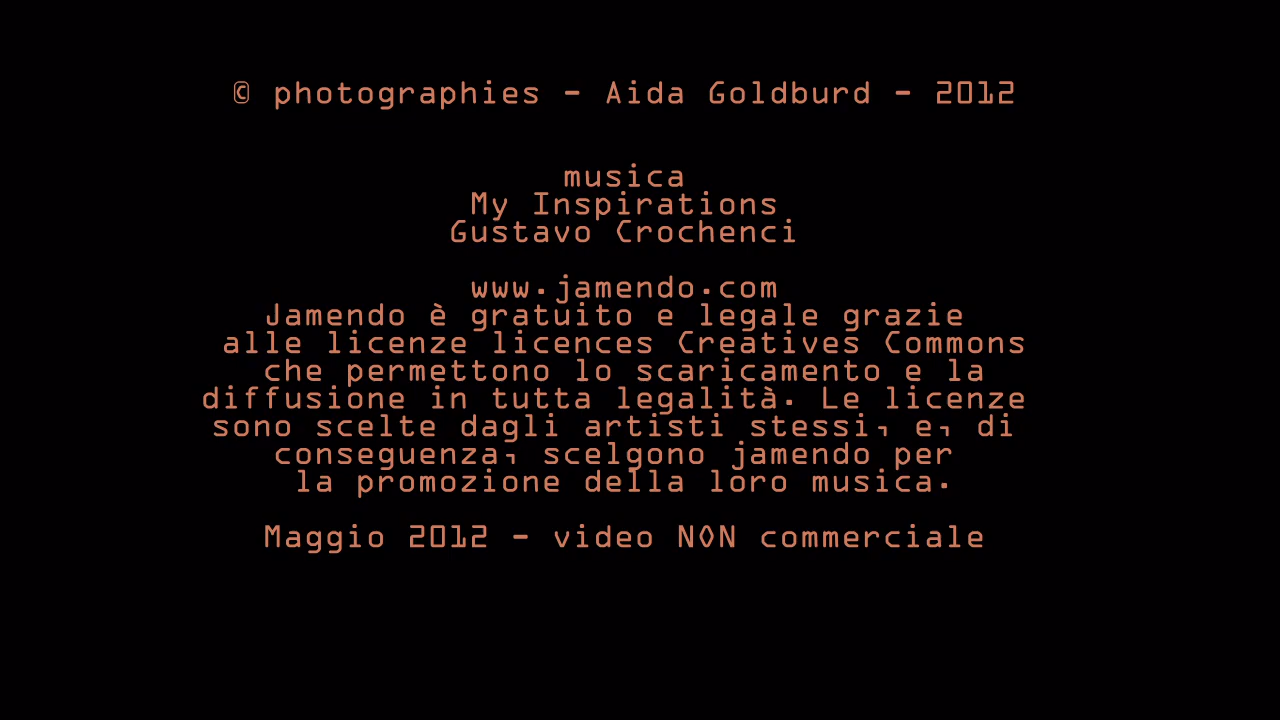 © photographies - Aida Goldburd - 2012
musica
My Inspirations
Gustavo Crochenci
www.jamendo.com
Jamendo è gratuito e legale grazie
alle licenze licences Creatives Commons
che permettono lo scaricamento e la
diffusione in tutta legalità. Le licenze
sono scelte dagli artisti stessi, e, di
conseguenza, scelgono jamendo per
la promozione della loro musica.
Maggio 2012 - video NON commerciale